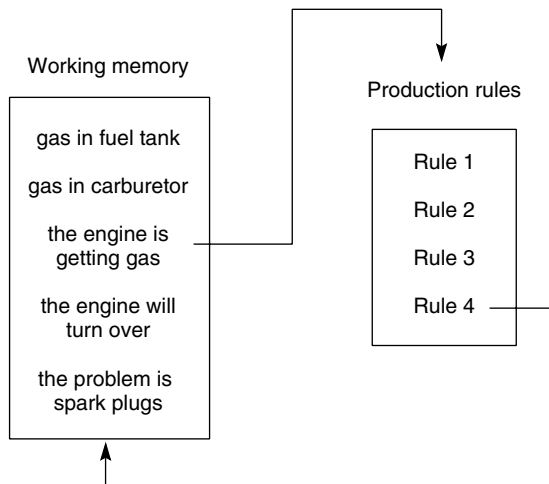 Working memory
gas in fuel tank
gas in carburetor
the engine is
getting gas
the engine will
turn over
the problem is
spark plugs
Production rules
Rule 1
Rule 2
Rule 3
Rule 4